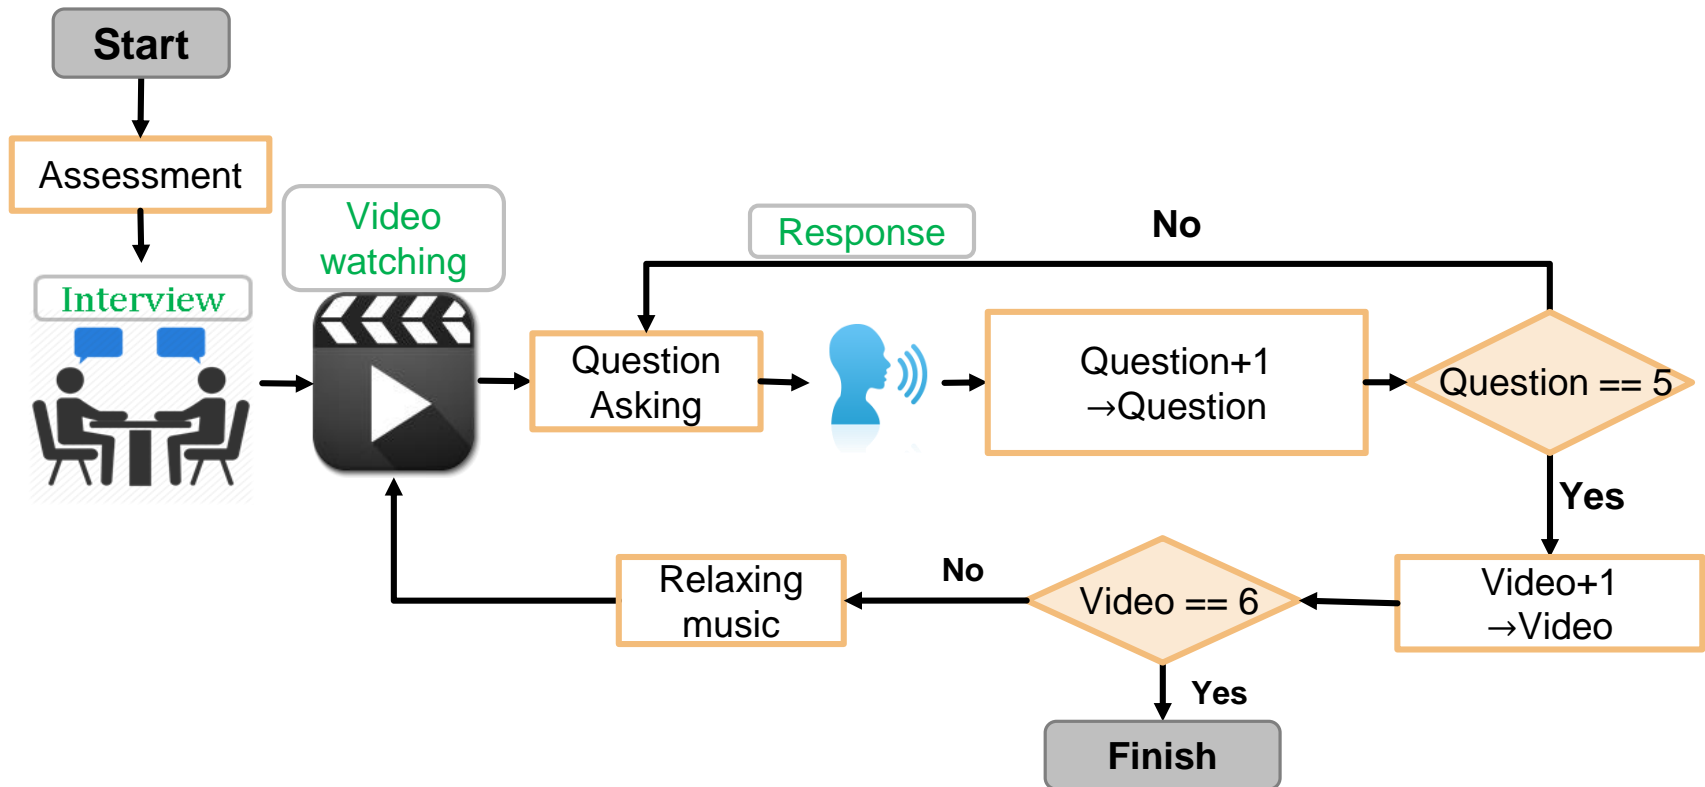 Start
Assessment
Interview
Video
watching
Response
No
Question
Asking
Question+1
→Question
Question == 5
Yes
Video+1
→Video
Video == 6
No
Relaxing
music
Yes
Finish